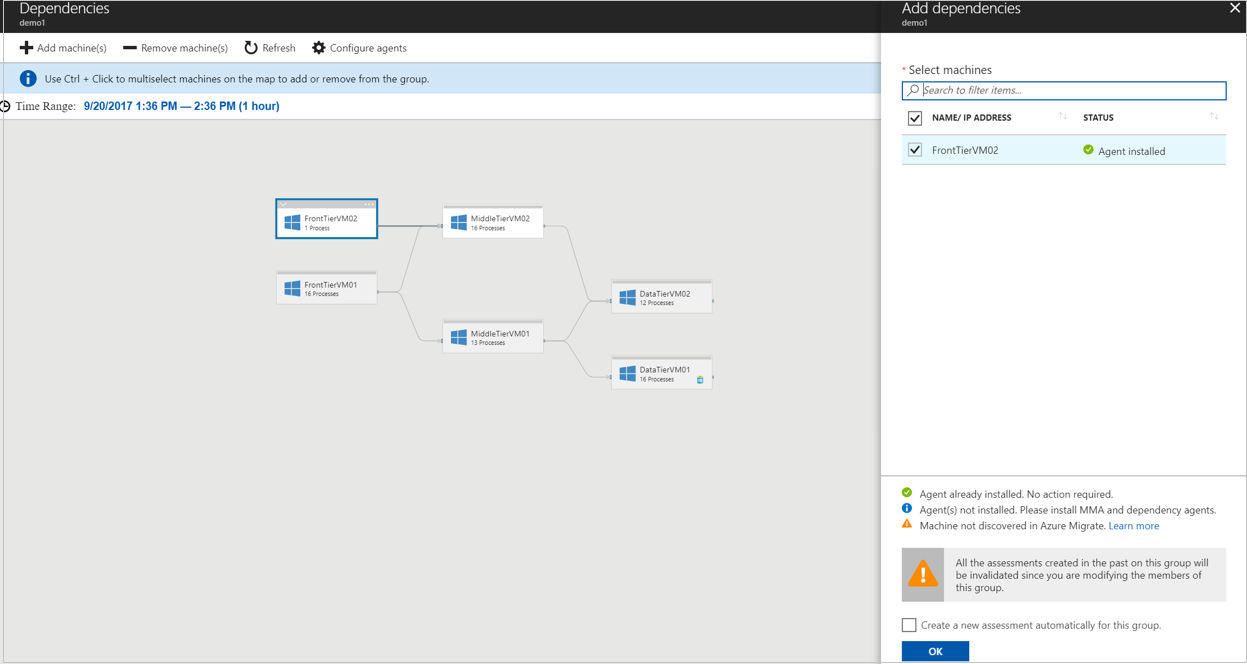 Dependencies
demo1
Add machine(s) Remove machine(s) Refresh Configure agents
Use Ctrl + Click to multiselect machines on the map to add or remove from the group.
Time Range: 9/20/2017 1:36 PM — 2:36 PM (1 hour)
FrontTierVM02
1 Process
MiddleTierVM02
16 Processes
FrontTierVM01
16 Processes
DataTierVM02
12 Processes
MiddleTierVM01
13 Processes
DataTierVM01
16 Processes
Add dependencies
demo1
* Select machines
Search to filter items...
NAME/ IP ADDRESS STATUS
FrontTierVM02 Agent installed
Agent already installed. No action required.
Agent(s) not installed. Please install MMA and dependency agents.
Machine not discovered in Azure Migrate. Learn more
All the assessments created in the past on this group will
be invalidated since you are modifying the members of
this group.
Create a new assessment automatically for this group.
OK